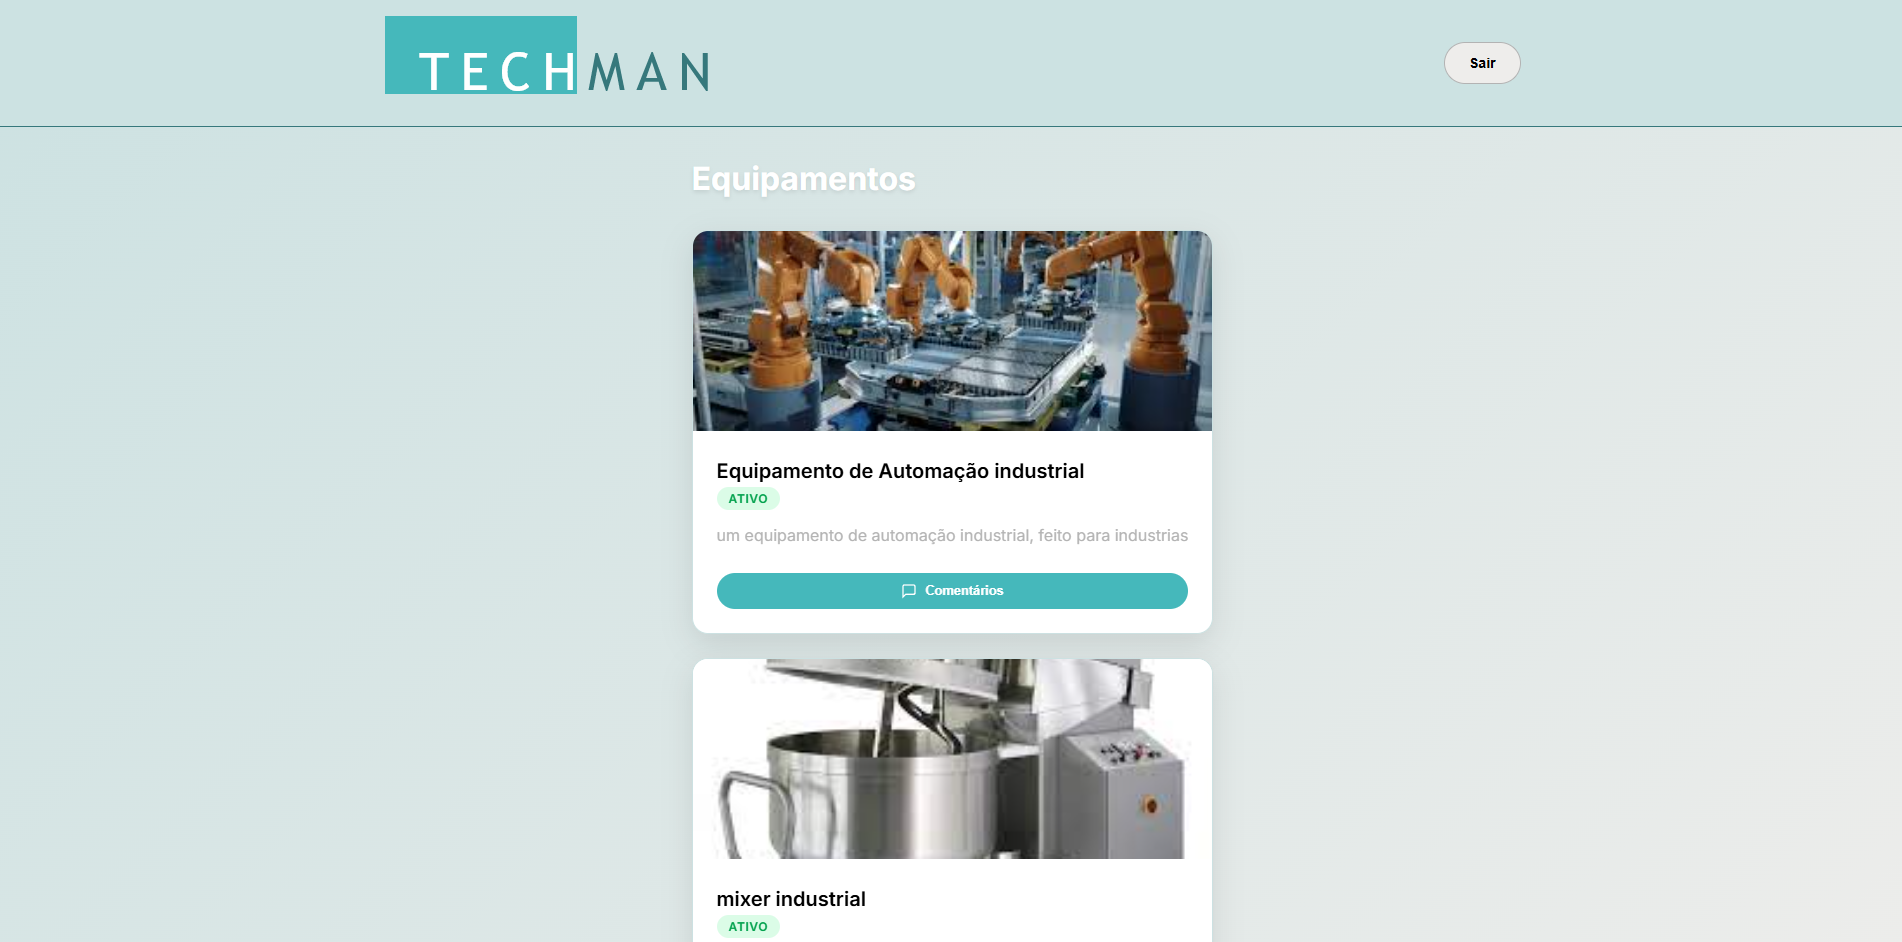 TECHMAN
Sair
Equipamentos
Equipamento de Automação industrial
ATIVO
um equipamento de automação industrial, feito para industrias
Comentários
mixer industrial
ATIVO